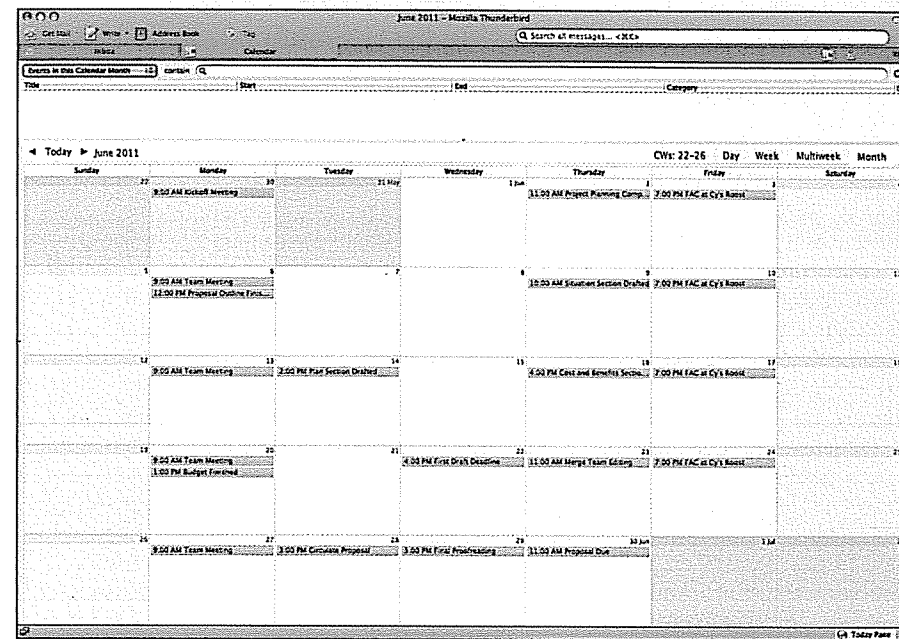 June 2011 – Mozilla Thunderbird
Get Mail Write Address Book Tag
Search all messages... <⌘K>
Inbox Calendar
Events in this Calendar Month contain
Title Start End Category
Today June 2011 CWs: 22-26 Day Week Multiweek Month
Sunday Monday Tuesday Wednesday Thursday Friday Saturday
30 31 May 1 Jun 2 3
9:00 AM Kickoff Meeting 11:00 AM Project Planning Comp... 7:00 PM FAC at Cy's Roost
5 6 7 8 9 10
9:00 AM Team Meeting 10:00 AM Situation Section Drafted 7:00 PM FAC at Cy's Roost
12:00 PM Proposal Outline Finis...
12 13 14 15 16 17
9:00 AM Team Meeting 2:00 PM Plan Section Drafted 4:00 PM Cost and Benefits Sectio... 7:00 PM FAC at Cy's Roost
19 20 21 22 23 24
9:00 AM Team Meeting 4:00 PM First Draft Deadline 11:00 AM Merge Team Editing 7:00 PM FAC at Cy's Roost
1:00 PM Budget Finished
26 27 28 29 30 Jun 1 Jul
9:00 AM Team Meeting 3:00 PM Circulate Proposal 3:00 PM Final Proofreading 11:00 AM Proposal Due
Today Pane